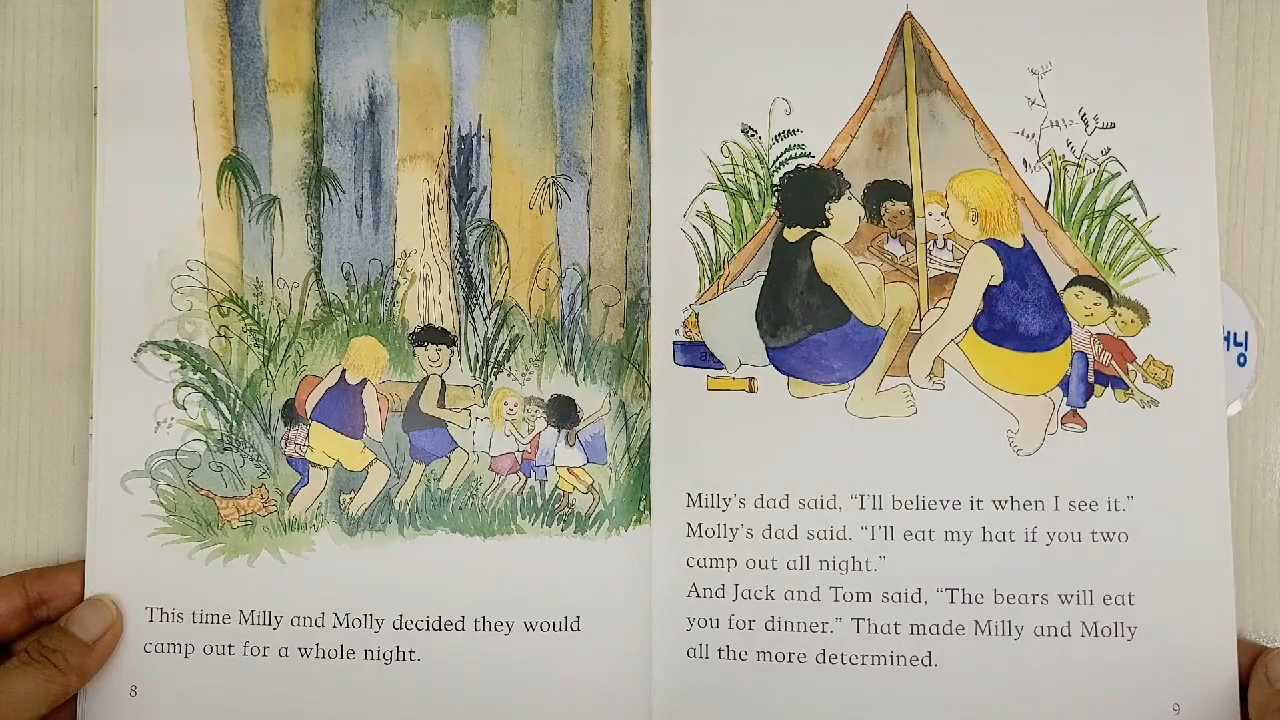 This time Milly and Molly decided they would
camp out for a whole night.
8
Milly's dad said, “I'll believe it when I see it.”
Molly's dad said, “I'll eat my hat if you two
camp out all night.”
And Jack and Tom said, “The bears will eat
you for dinner.” That made Milly and Molly
all the more determined.
9